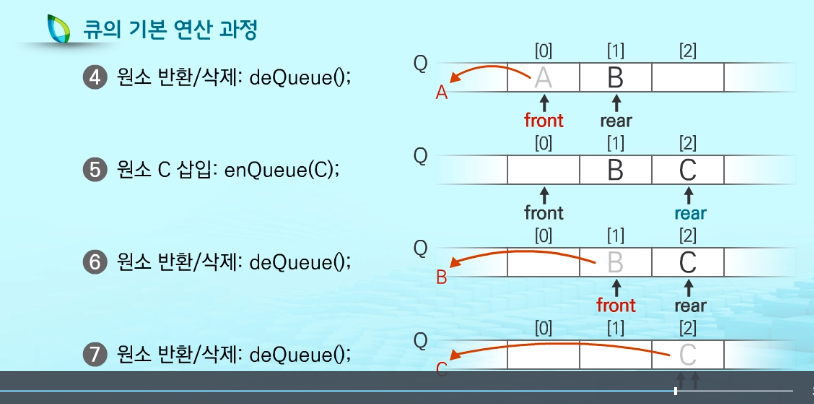 큐의 기본 연산 과정
④ 원소 반환/삭제: deQueue();
Q [0] [1] [2]
A B
A
front rear
⑤ 원소 C 삽입: enQueue(C);
Q [0] [1] [2]
B C
front rear
⑥ 원소 반환/삭제: deQueue();
Q [0] [1] [2]
B C
B
front rear
⑦ 원소 반환/삭제: deQueue();
Q [0] [1] [2]
C
C